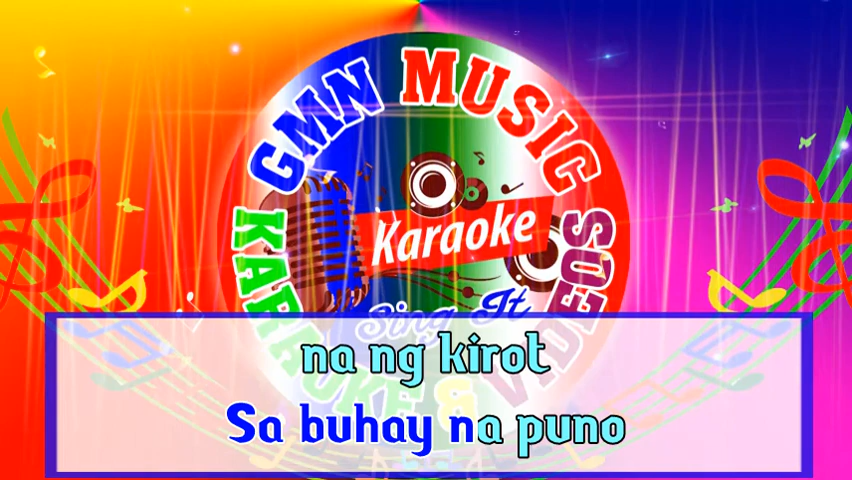 GMN MUSIC
Karaoke
Sing It
KARAOKE & VIDEOS
na ng kirot
Sa buhay na puno